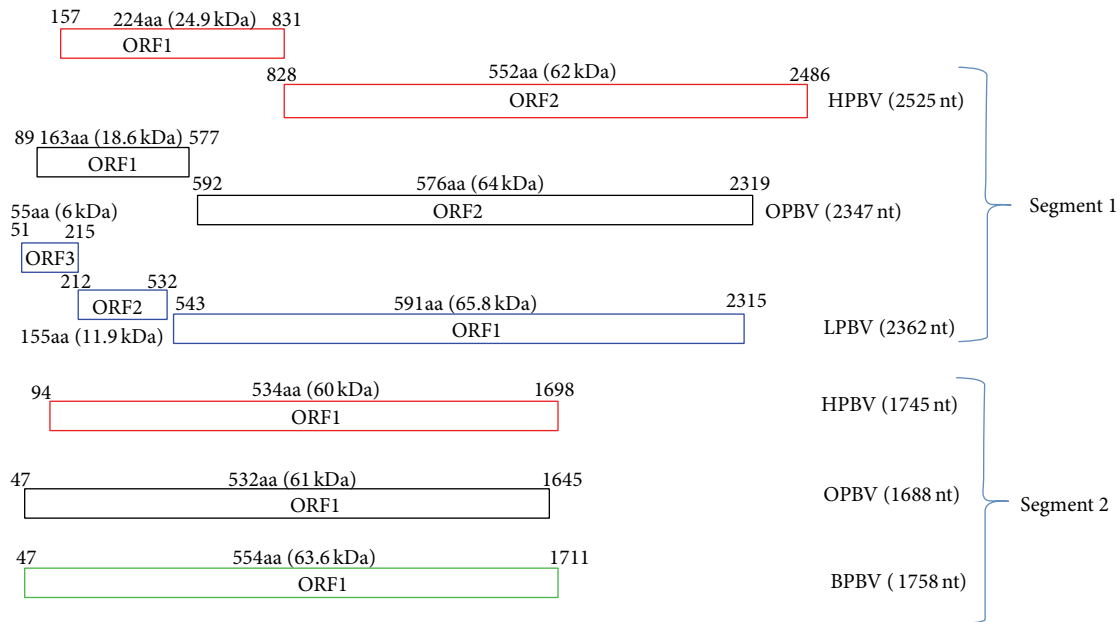 157 224aa (24.9 kDa) 831
ORF1
828 552aa (62 kDa) 2486
ORF2 HPBV (2525 nt)
89 163aa (18.6 kDa) 577
ORF1
592 576aa (64 kDa) 2319
ORF2 OPBV (2347 nt)
Segment 1
55aa (6 kDa)
51 215
ORF3
212 532
ORF2
155aa (11.9 kDa)
543 591aa (65.8 kDa) 2315
ORF1 LPBV (2362 nt)
94 534aa (60 kDa) 1698
ORF1 HPBV (1745 nt)
47 532aa (61 kDa) 1645
ORF1 OPBV (1688 nt)
Segment 2
47 554aa (63.6 kDa) 1711
ORF1 BPBV ( 1758 nt)